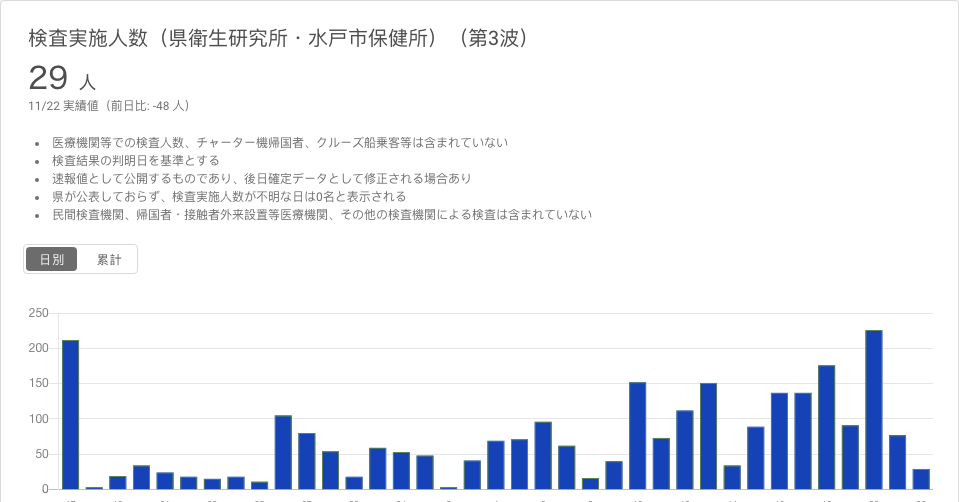 検査実施人数（県衛生研究所・水戸市保健所）（第3波）
29 人
11/22 実績値（前日比: -48 人）
• 医療機関等での検査人数、チャーター機帰国者、クルーズ船乗客等は含まれていない
• 検査結果の判明日を基準とする
• 速報値として公開するものであり、後日確定データとして修正される場合あり
• 県が公表しておらず、検査実施人数が不明な日は0名と表示される
• 民間検査機関、帰国者・接触者外来設置等医療機関、その他の検査機関による検査は含まれていない
日別 累計
250
200
150
100
50
0